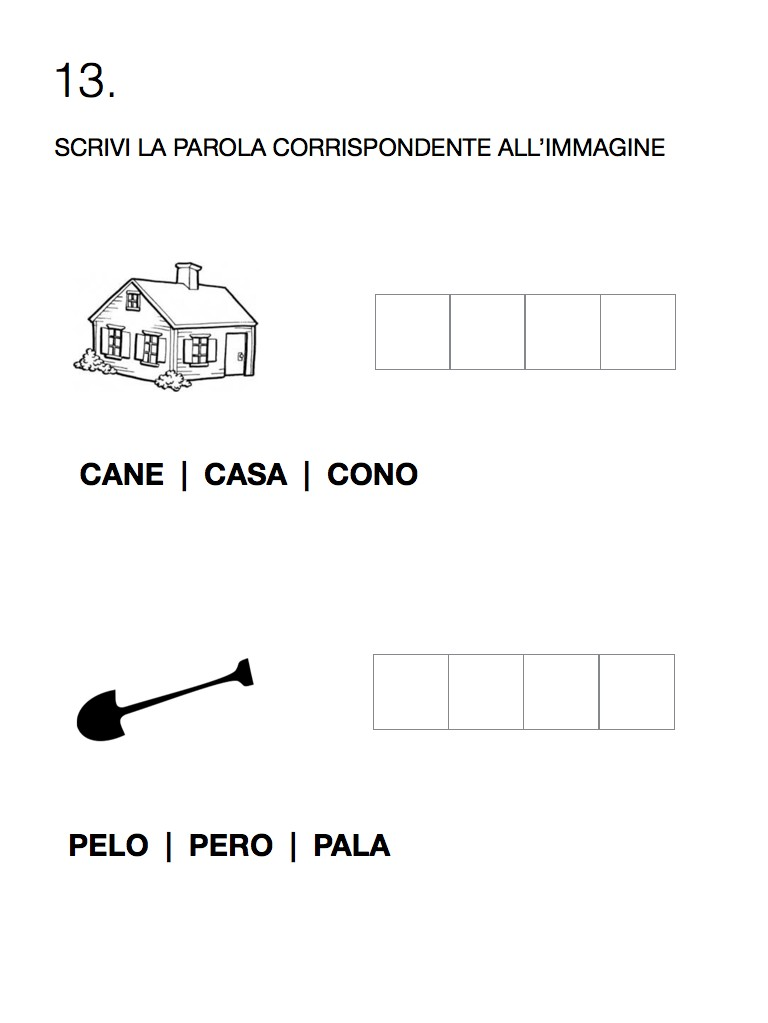 13.
SCRIVI LA PAROLA CORRISPONDENTE ALL’IMMAGINE
CANE | CASA | CONO
PELO | PERO | PALA